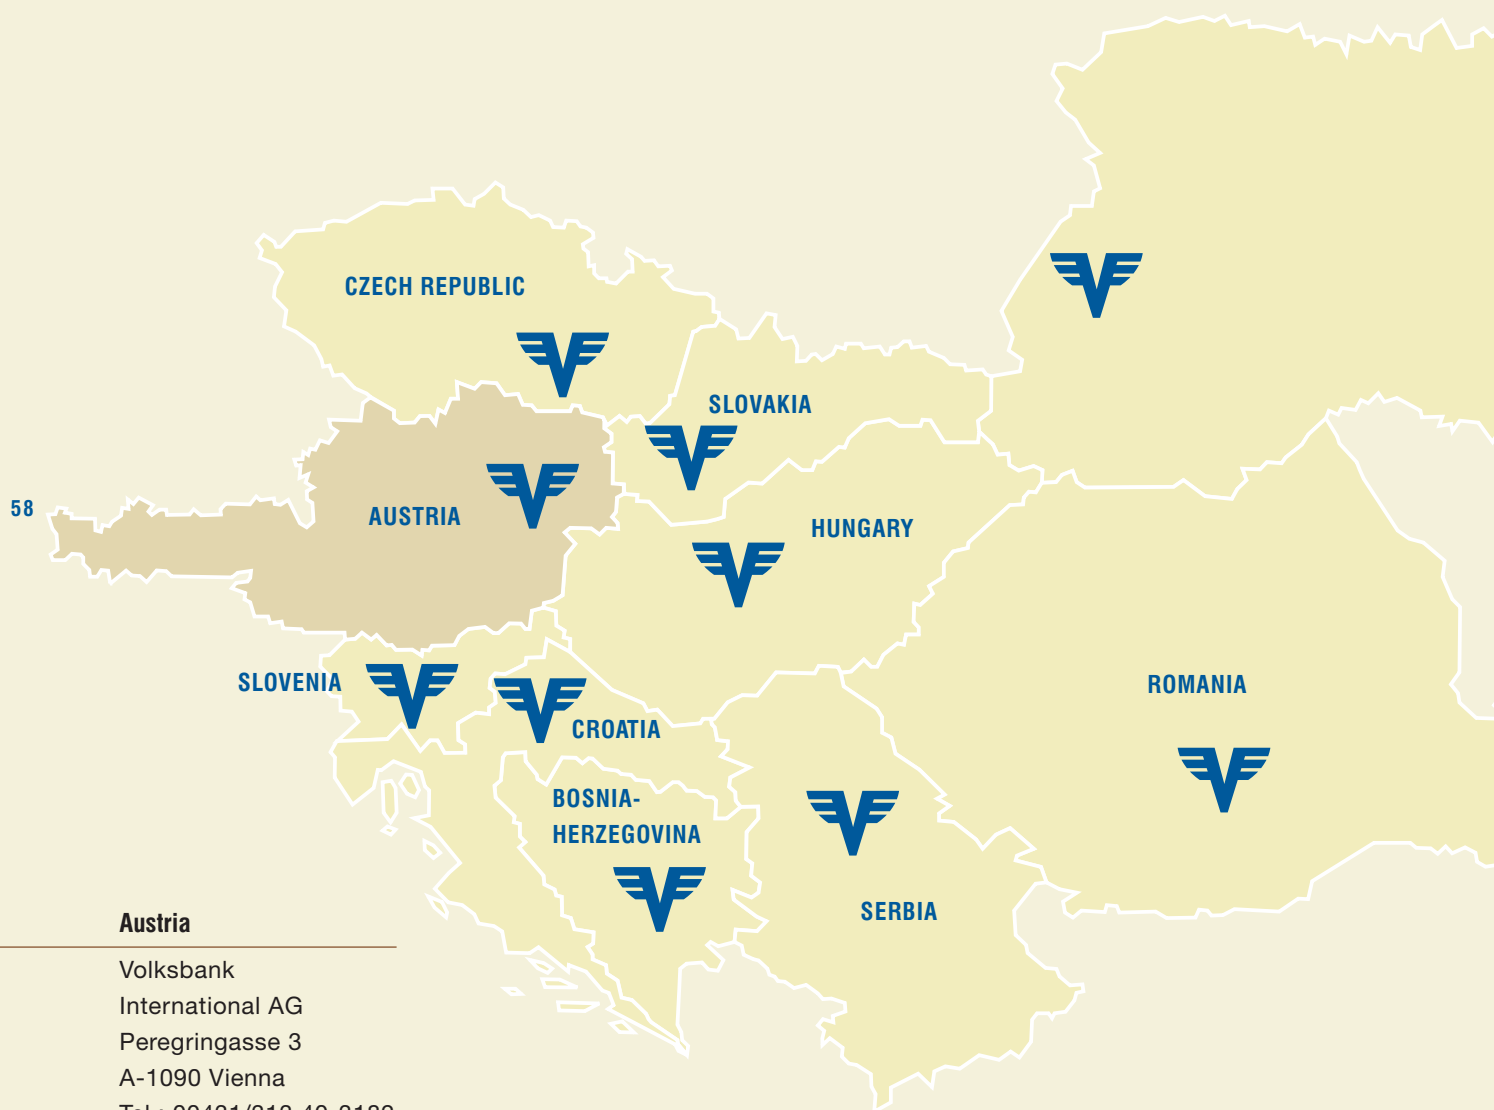 CZECH REPUBLIC
SLOVAKIA
58
AUSTRIA
HUNGARY
SLOVENIA
ROMANIA
CROATIA
BOSNIA-
HERZEGOVINA
SERBIA
Austria
Volksbank
International AG
Peregringasse 3
A-1090 Vienna